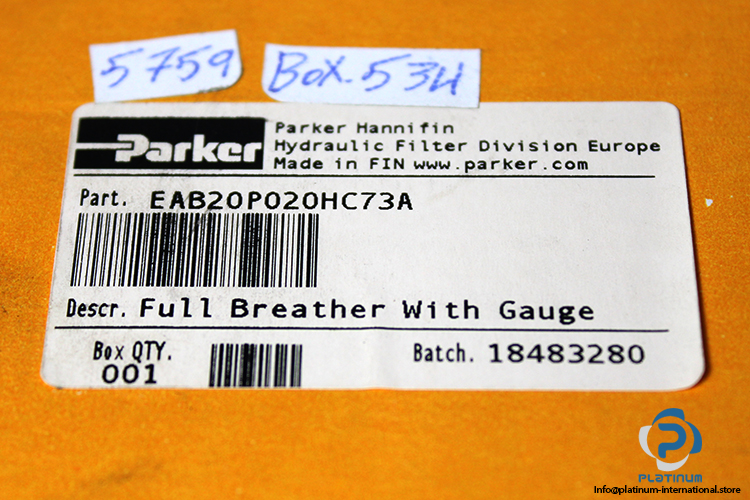 5759
BOX-534
Parker
Parker Hannifin
Hydraulic Filter Division Europe
Made in FIN www.parker.com
Part. EAB20P020HC73A
Descr. Full Breather With Gauge
Box QTY.
001
Batch. 18483280
PLATINUM
Info@platinum-international.store